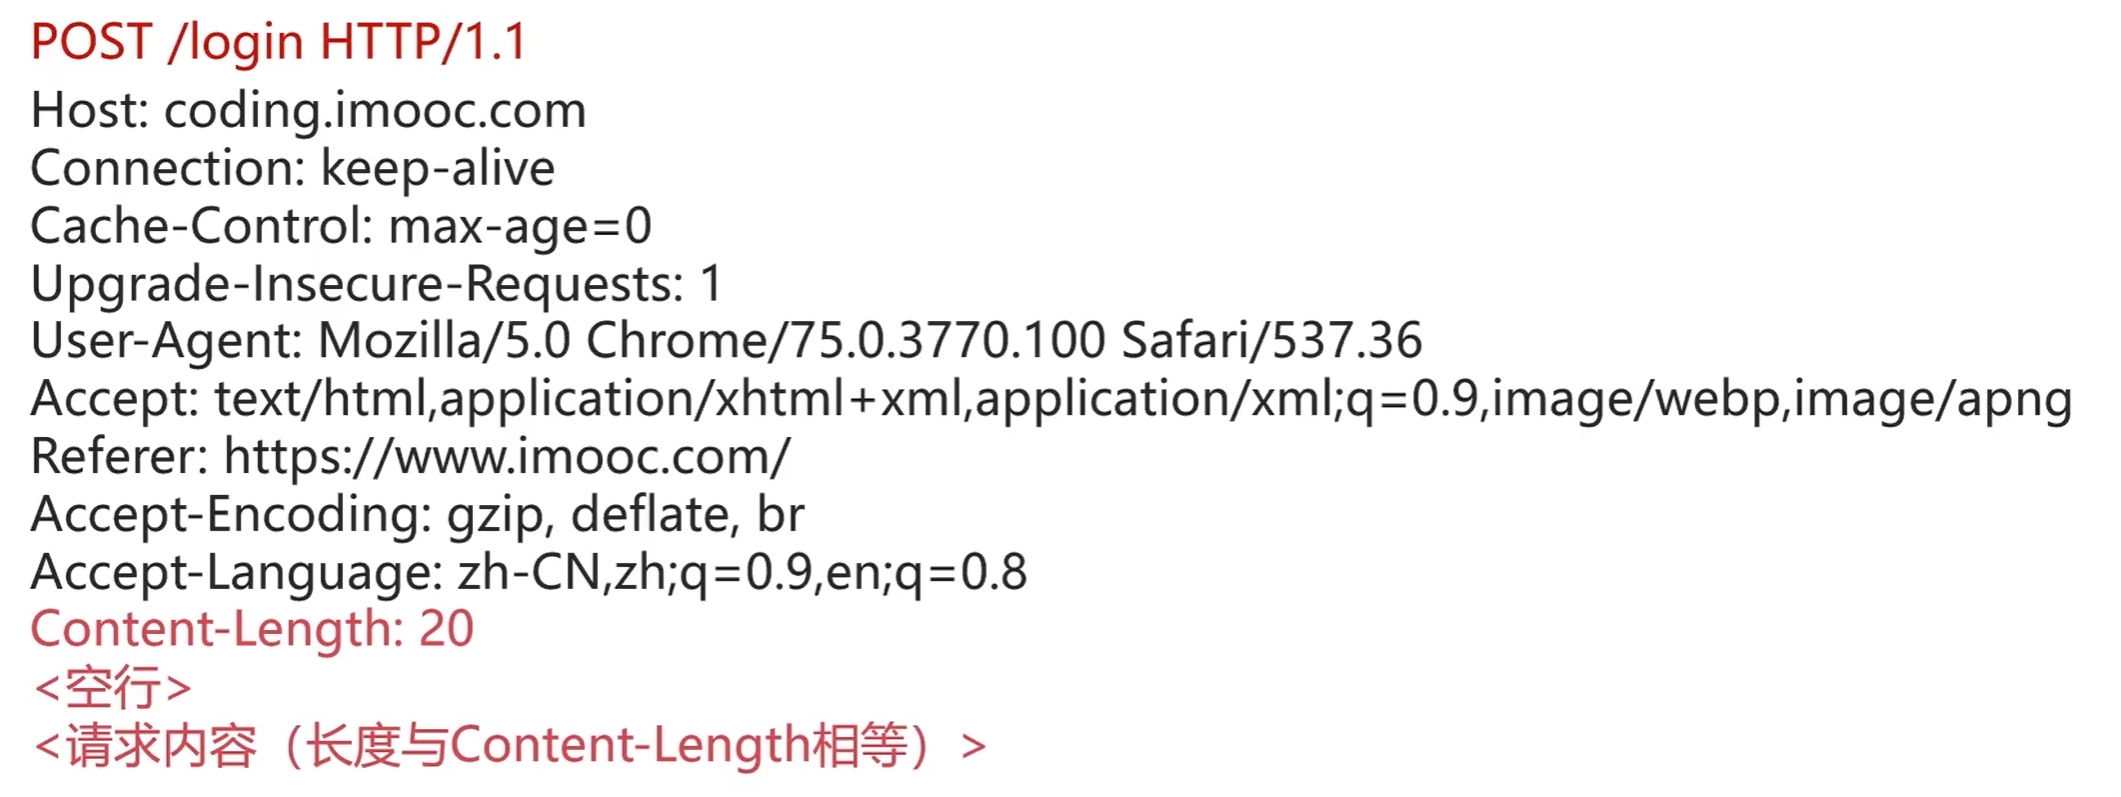 POST /login HTTP/1.1
Host: coding.imooc.com
Connection: keep-alive
Cache-Control: max-age=0
Upgrade-Insecure-Requests: 1
User-Agent: Mozilla/5.0 Chrome/75.0.3770.100 Safari/537.36
Accept: text/html,application/xhtml+xml,application/xml;q=0.9,image/webp,image/apng
Referer: https://www.imooc.com/
Accept-Encoding: gzip, deflate, br
Accept-Language: zh-CN,zh;q=0.9,en;q=0.8
Content-Length: 20
<空行>
<请求内容（长度与Content-Length相等）>